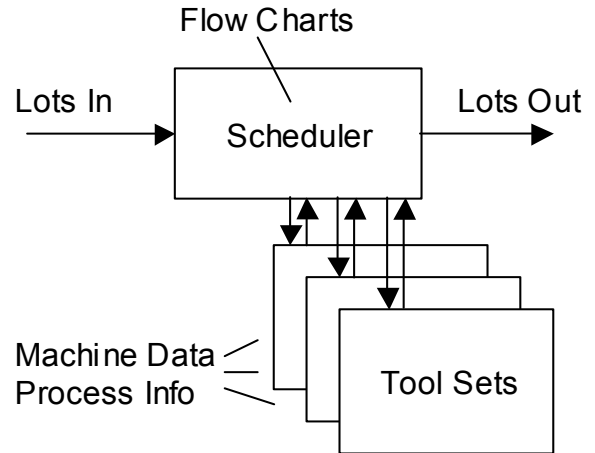 Flow Charts
Lots In
Lots Out
Scheduler
Machine Data
Process Info
Tool Sets